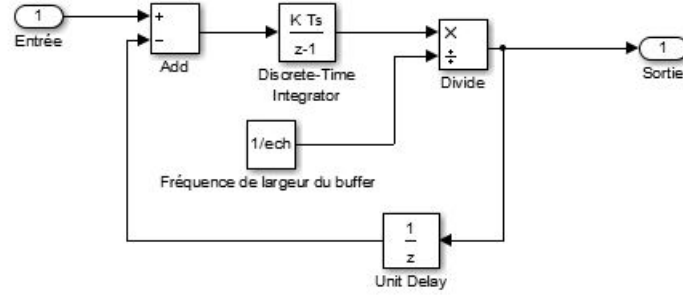 1
Entrée
+
−
Add
K Ts
z-1
Discrete-Time
Integrator
×
÷
Divide
1
Sortie
1/ech
Fréquence de largeur du buffer
1
z
Unit Delay